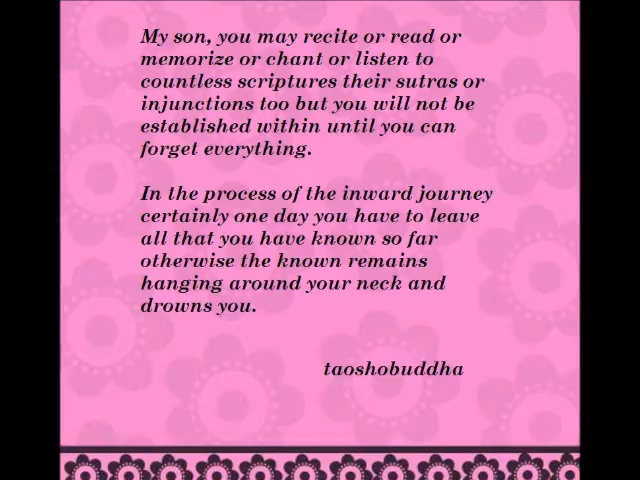 My son, you may recite or read or
memorize or chant or listen to
countless scriptures their sutras or
injunctions too but you will not be
established within until you can
forget everything.
In the process of the inward journey
certainly one day you have to leave
all that you have known so far
otherwise the known remains
hanging around your neck and
drowns you.
taoshobuddha